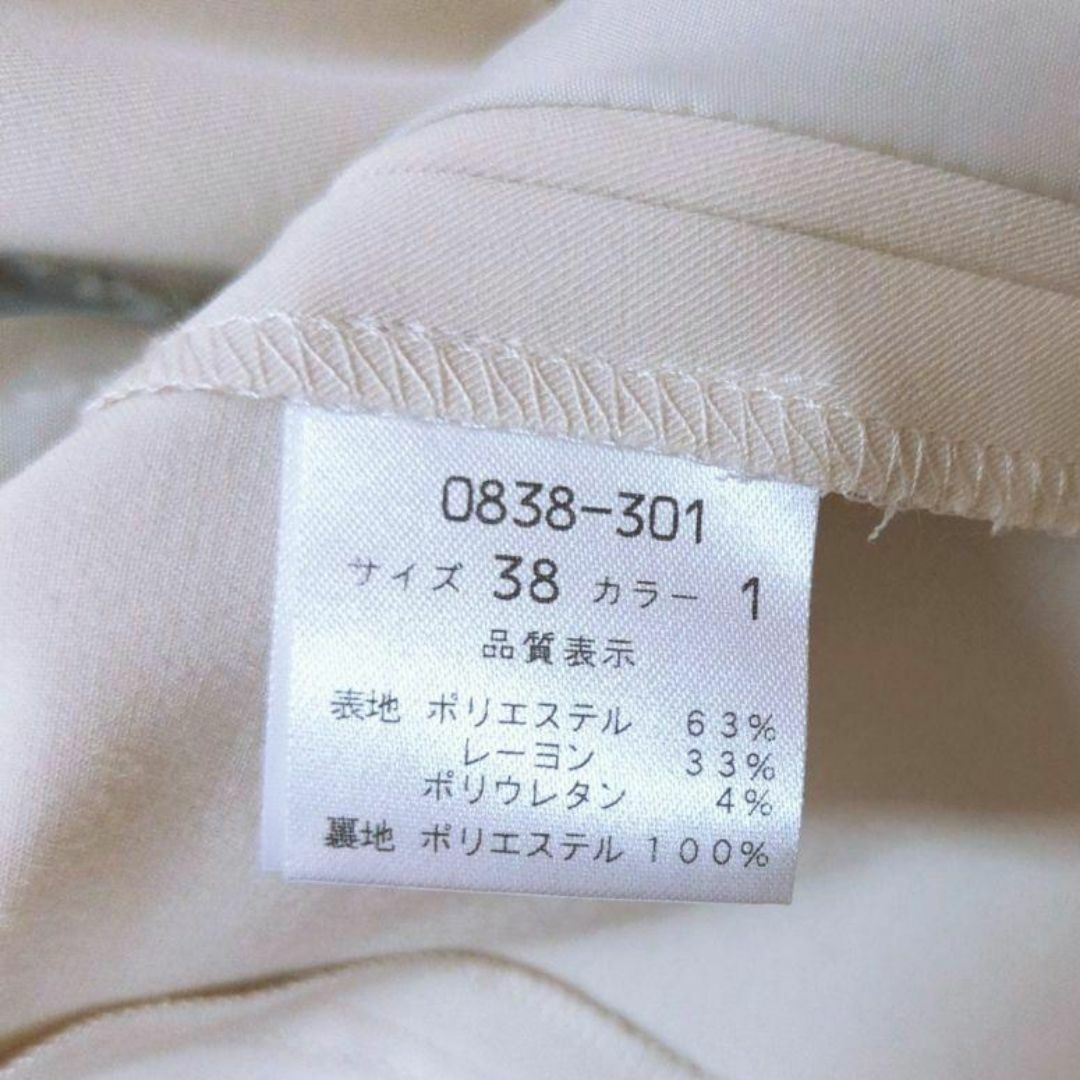 0838-301
サイズ 38 カラー 1
品質表示
表地 ポリエステル 63%
レーヨン 33%
ポリウレタン 4%
裏地 ポリエステル 100%